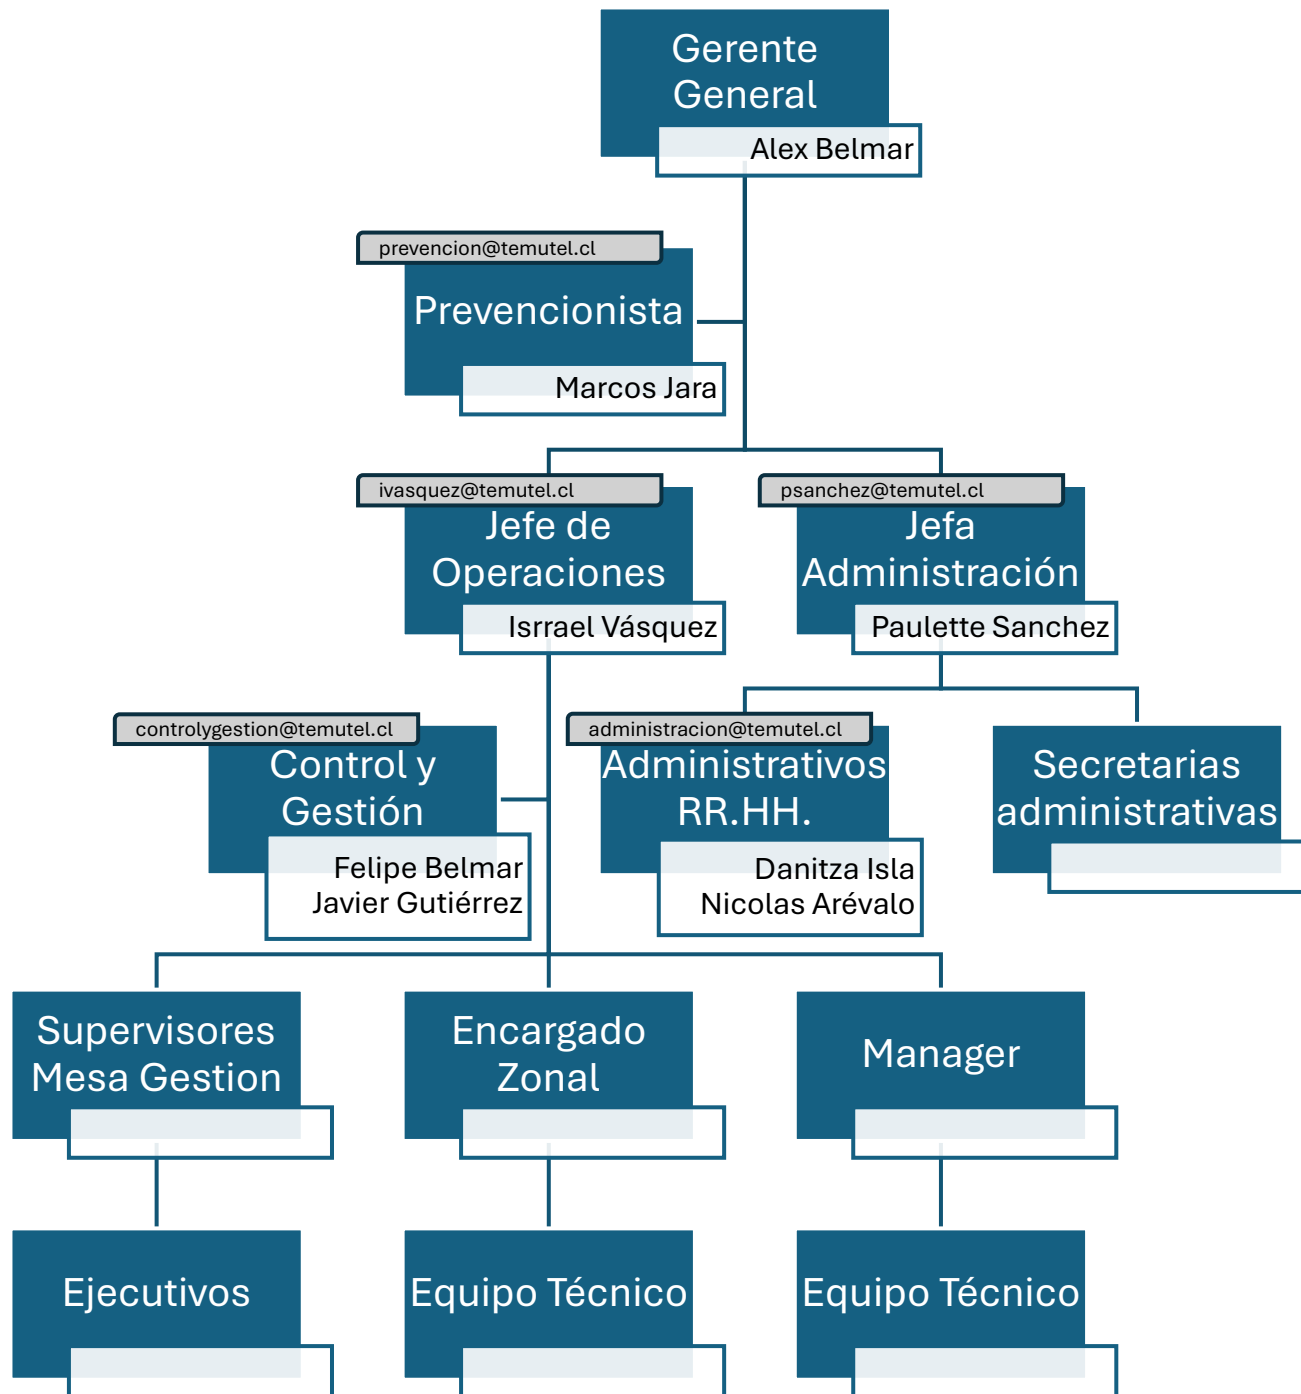 Gerente
General
Alex Belmar
prevencion@temutel.cl
Prevencionista
Marcos Jara
ivasquez@temutel.cl
Jefe de
Operaciones
Isrrael Vásquez
psanchez@temutel.cl
Jefa
Administración
Paulette Sanchez
controlygestion@temutel.cl
Control y
Gestión
Felipe Belmar
Javier Gutiérrez
administracion@temutel.cl
Administrativos
RR.HH.
Danitza Isla
Nicolas Arévalo
Secretarias
administrativas
Supervisores
Mesa Gestion
Encargado
Zonal
Manager
Ejecutivos
Equipo Técnico
Equipo Técnico